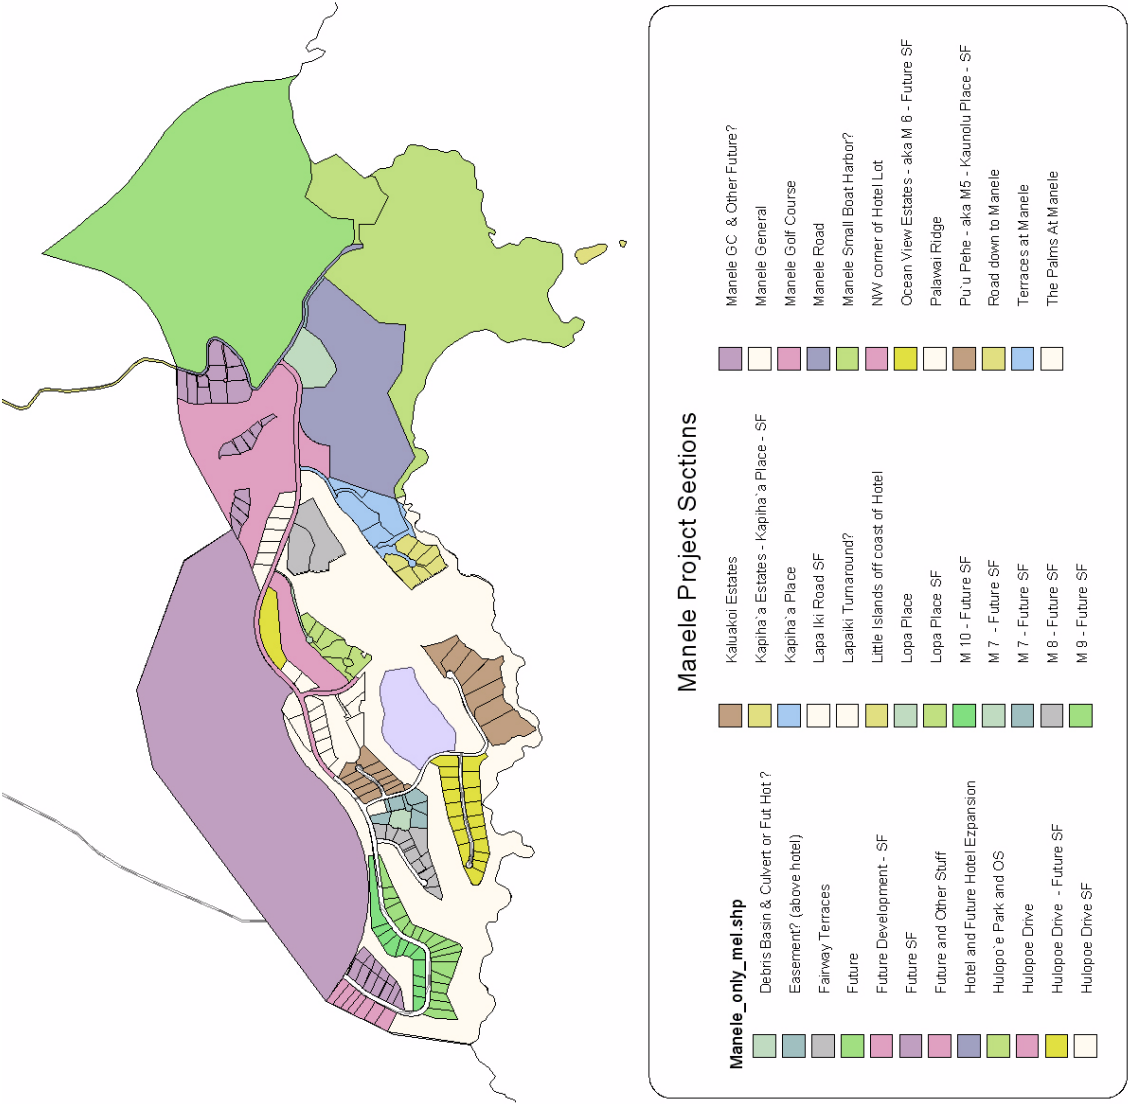 Manele Project Sections
Manele_only_mel.shp
Debris Basin & Culvert or Fut Hot ?
Easement? (above hotel)
Fairway Terraces
Future
Future Development - SF
Future SF
Future and Other Stuff
Hotel and Future Hotel Ezpansion
Hulopo`e Park and OS
Hulopoe Drive
Hulopoe Drive - Future SF
Hulopoe Drive SF
Kaluakoi Estates
Kapiha`a Estates - Kapiha`a Place - SF
Kapiha`a Place
Lapa Iki Road SF
Lapaiki Turnaround?
Little Islands off coast of Hotel
Lopa Place
Lopa Place SF
M 10 - Future SF
M 7 - Future SF
M 7 - Future SF
M 8 - Future SF
M 9 - Future SF
Manele GC & Other Future?
Manele General
Manele Golf Course
Manele Road
Manele Small Boat Harbor?
NW corner of Hotel Lot
Ocean View Estates - aka M 6 - Future SF
Palawai Ridge
Pu`u Pehe - aka M5 - Kaunolu Place - SF
Road down to Manele
Terraces at Manele
The Palms At Manele